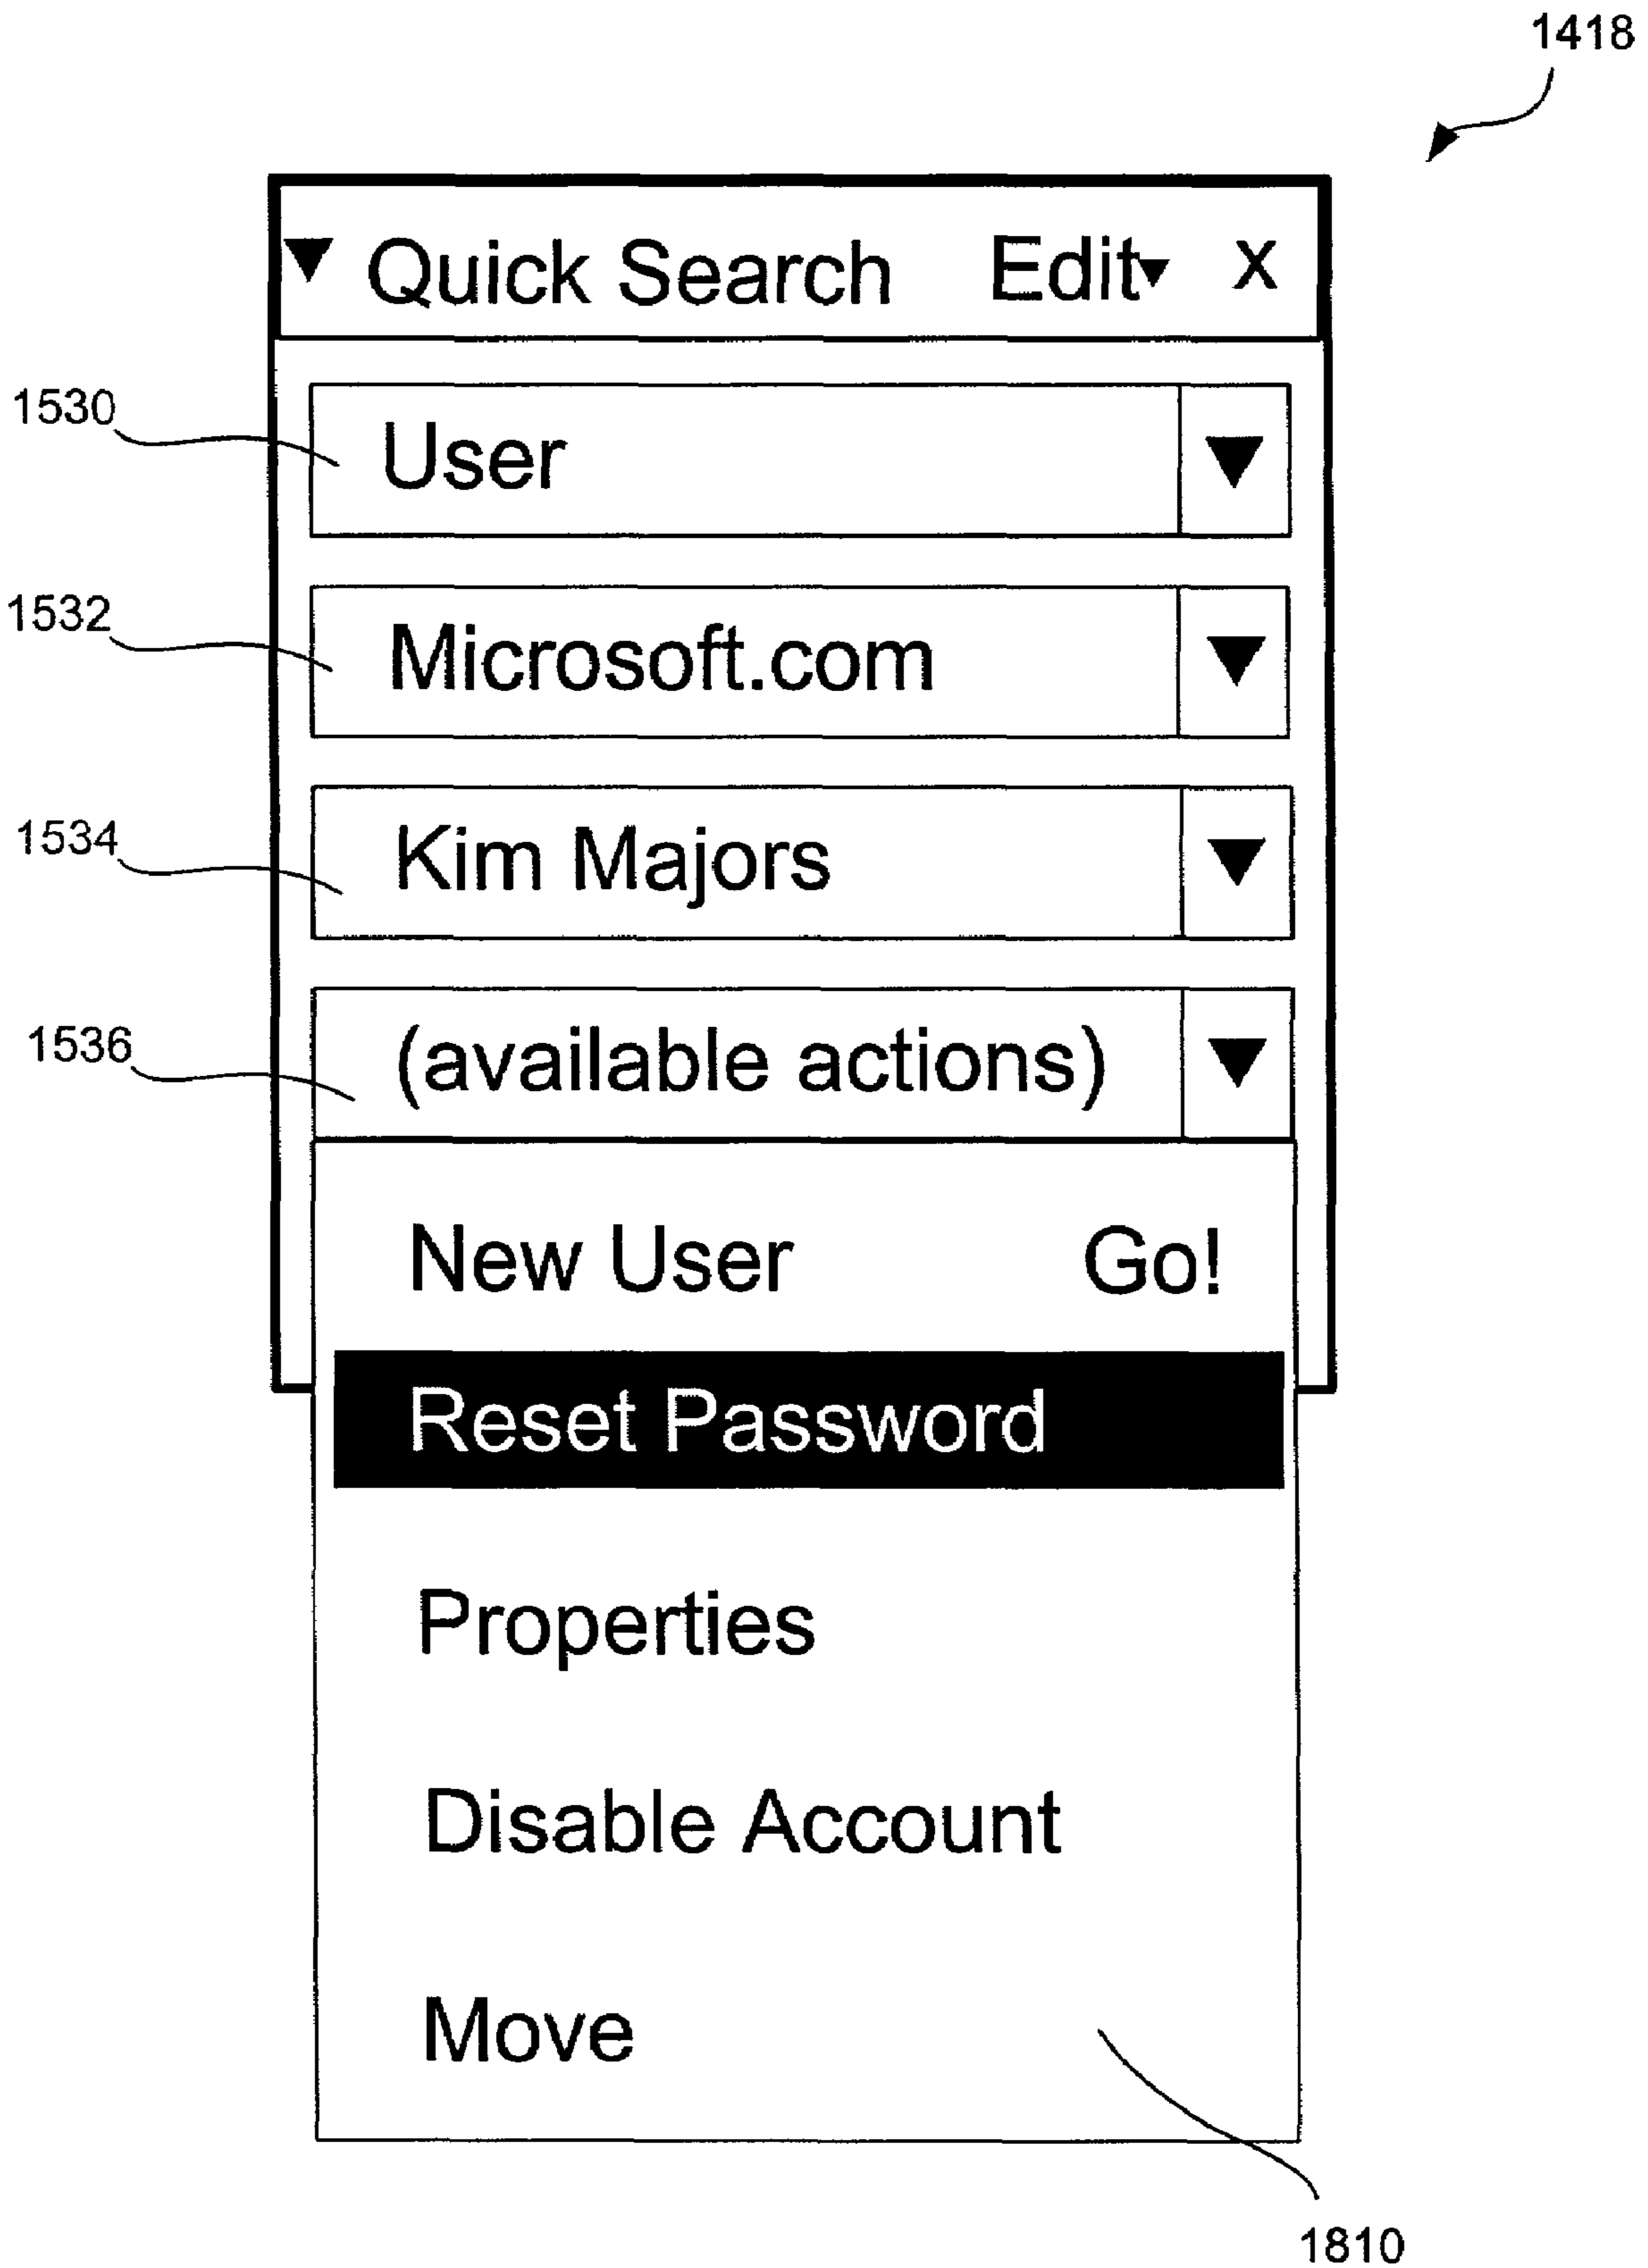 1418
Quick Search Edit x
1530
User
1532
Microsoft.com
1534
Kim Majors
1536
(available actions)
New User Go!
Reset Password
Properties
Disable Account
Move
1810